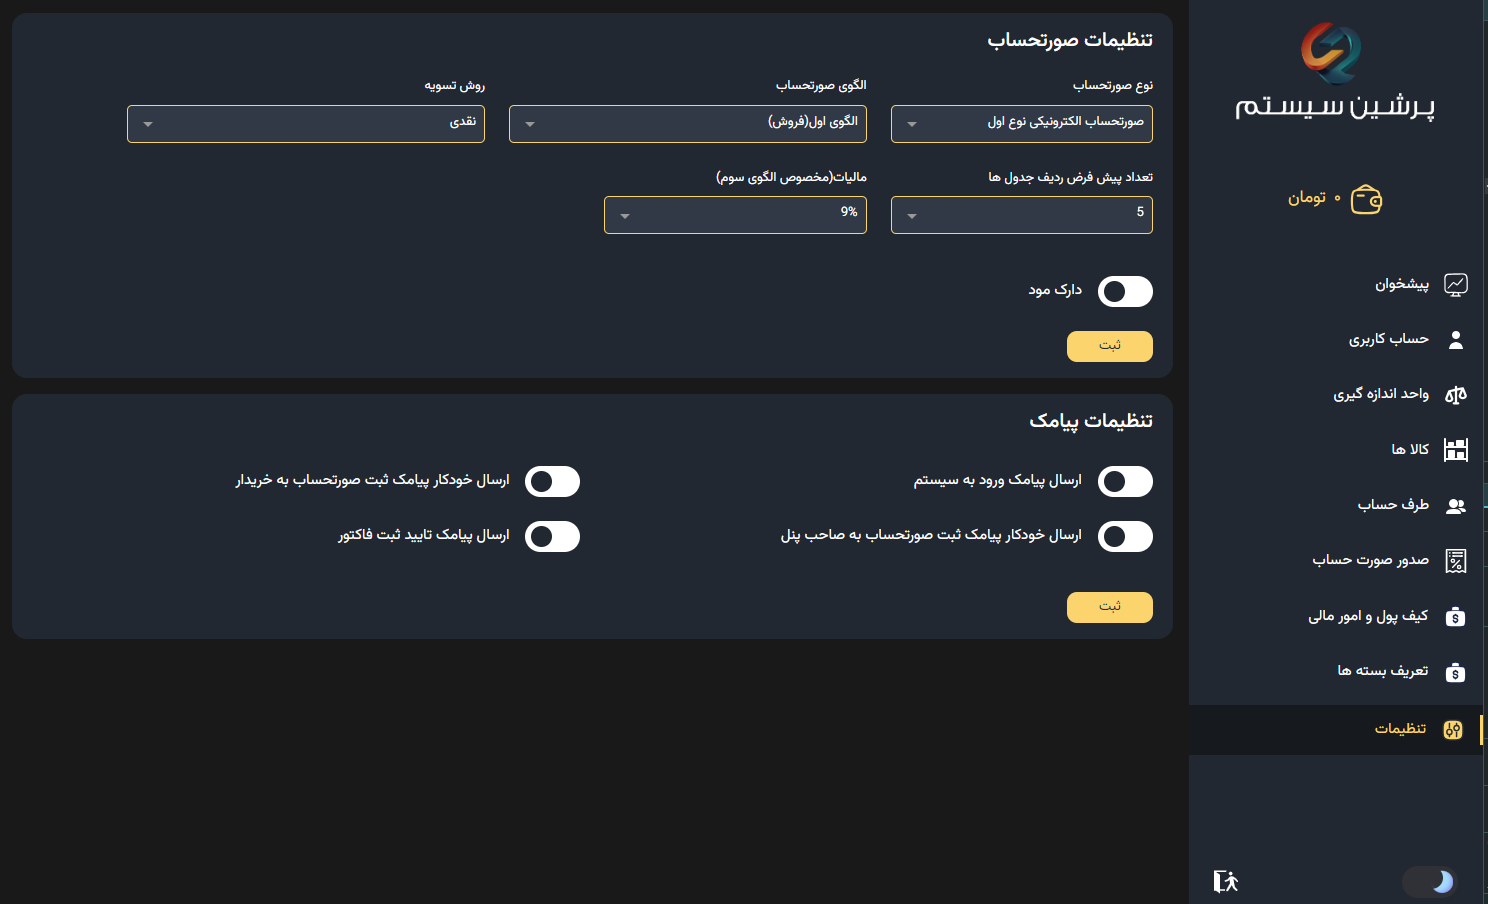 پرشین سیستم
۰ تومان
پیشخوان
حساب کاربری
واحد اندازه گیری
کالا ها
طرف حساب
صدور صورت حساب
کیف پول و امور مالی
تعریف بسته ها
تنظیمات
تنظیمات صورتحساب
نوع صورتحساب
الگوی صورتحساب
روش تسویه
صورتحساب الکترونیکی نوع اول
الگوی اول(فروش)
نقدی
تعداد پیش فرض ردیف جدول ها
مالیات(مخصوص الگوی سوم)
5
9%
دارک مود
ثبت
تنظیمات پیامک
ارسال پیامک ورود به سیستم
ارسال خودکار پیامک ثبت صورتحساب به خریدار
ارسال خودکار پیامک ثبت صورتحساب به صاحب پنل
ارسال پیامک تایید ثبت فاکتور
ثبت